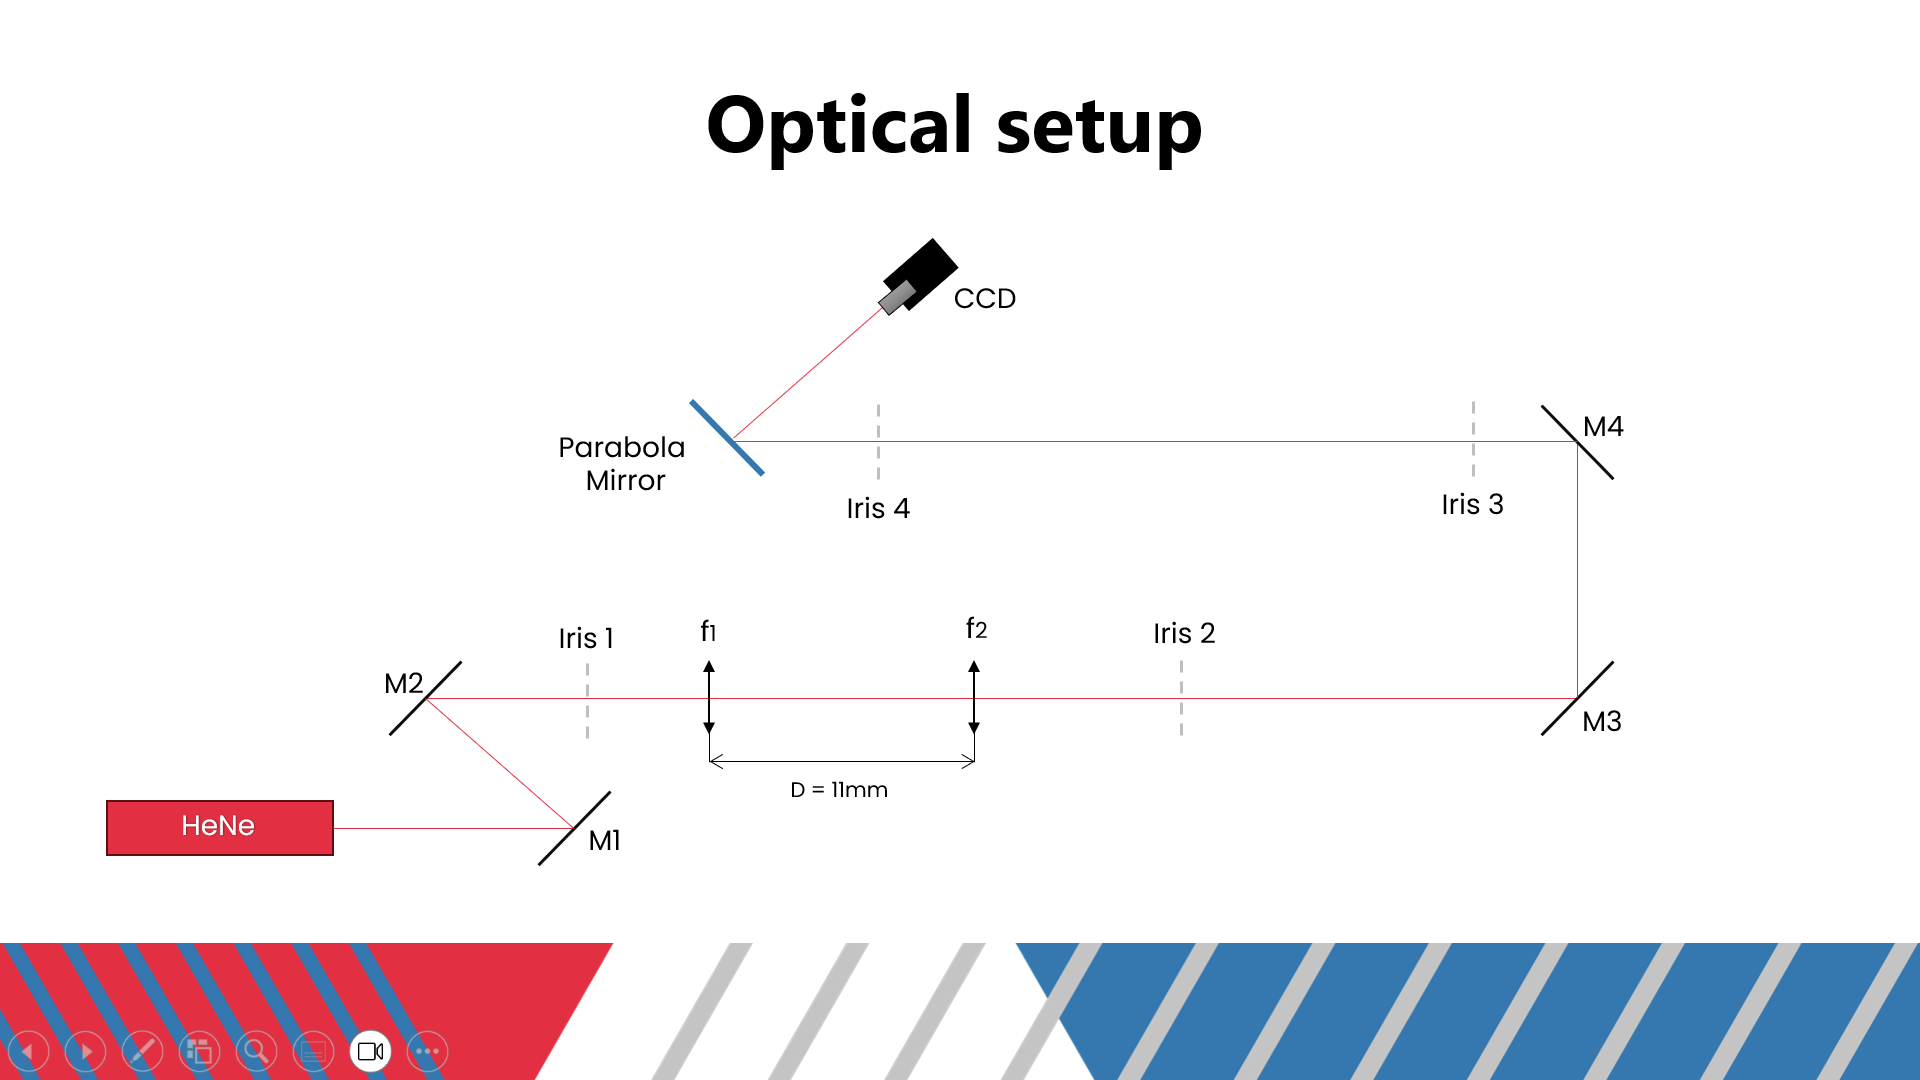 Optical setup
CCD
M4
Parabola
Mirror
Iris 4
Iris 3
Iris 1
f1
f2
Iris 2
M2
M3
D = 11mm
HeNe
M1